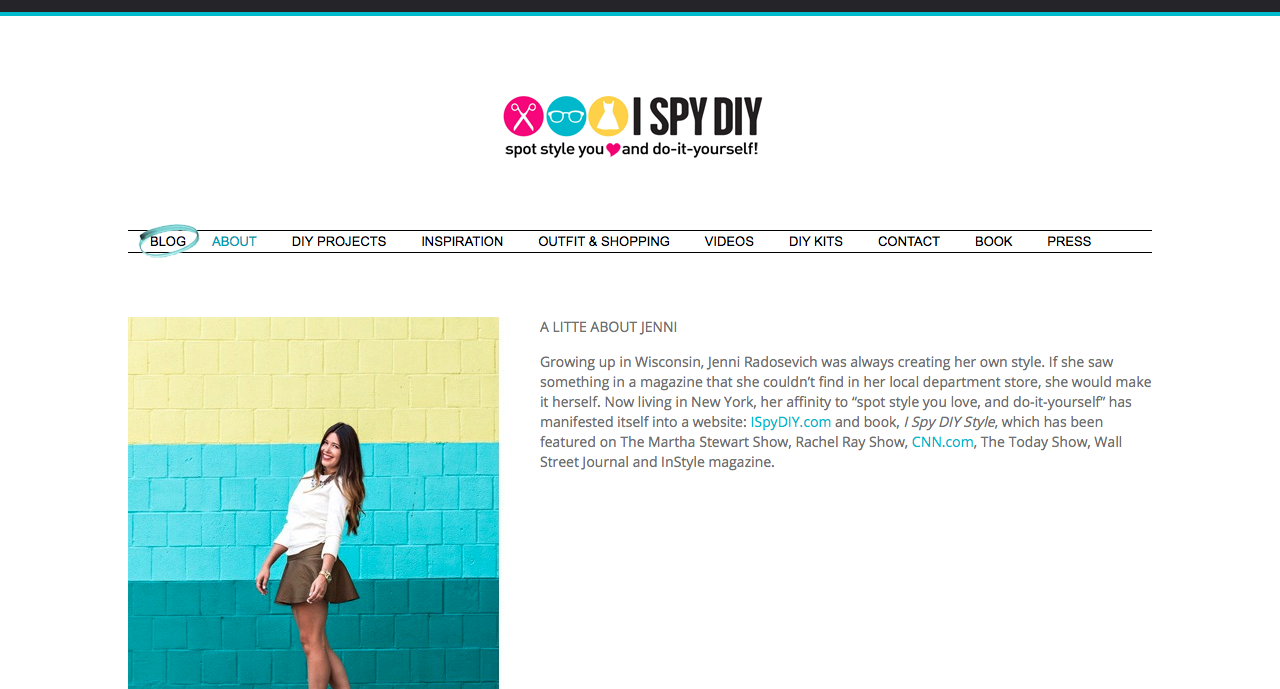 I SPY DIY
spot style you and do-it-yourself!
BLOG ABOUT DIY PROJECTS INSPIRATION OUTFIT & SHOPPING VIDEOS DIY KITS CONTACT BOOK PRESS
A LITTE ABOUT JENNI
Growing up in Wisconsin, Jenni Radosevich was always creating her own style. If she saw
something in a magazine that she couldn’t find in her local department store, she would make
it herself. Now living in New York, her affinity to “spot style you love, and do-it-yourself” has
manifested itself into a website: ISpyDIY.com and book, I Spy DIY Style, which has been
featured on The Martha Stewart Show, Rachel Ray Show, CNN.com, The Today Show, Wall
Street Journal and InStyle magazine.